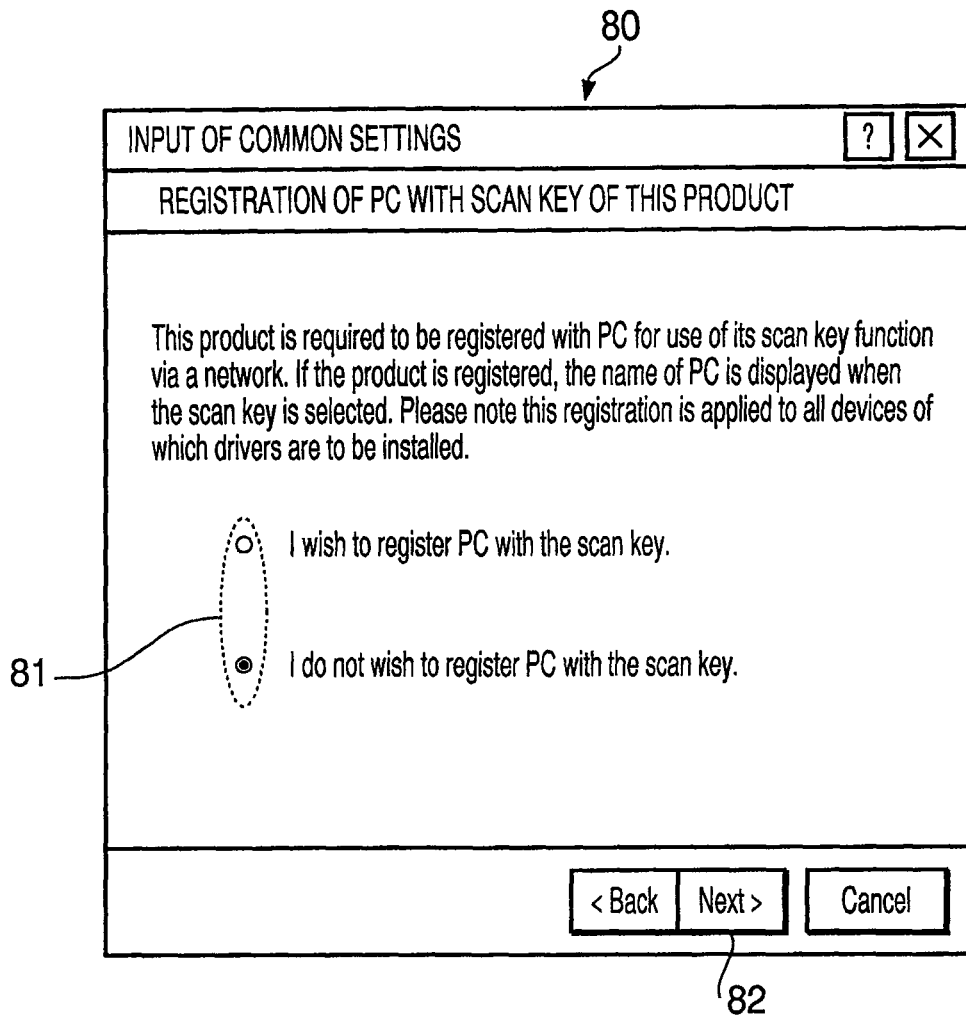 80
INPUT OF COMMON SETTINGS
?
REGISTRATION OF PC WITH SCAN KEY OF THIS PRODUCT
This product is required to be registered with PC for use of its scan key function
via a network. If the product is registered, the name of PC is displayed when
the scan key is selected. Please note this registration is applied to all devices of
which drivers are to be installed.
I wish to register PC with the scan key.
81
I do not wish to register PC with the scan key.
< Back Next > Cancel
82